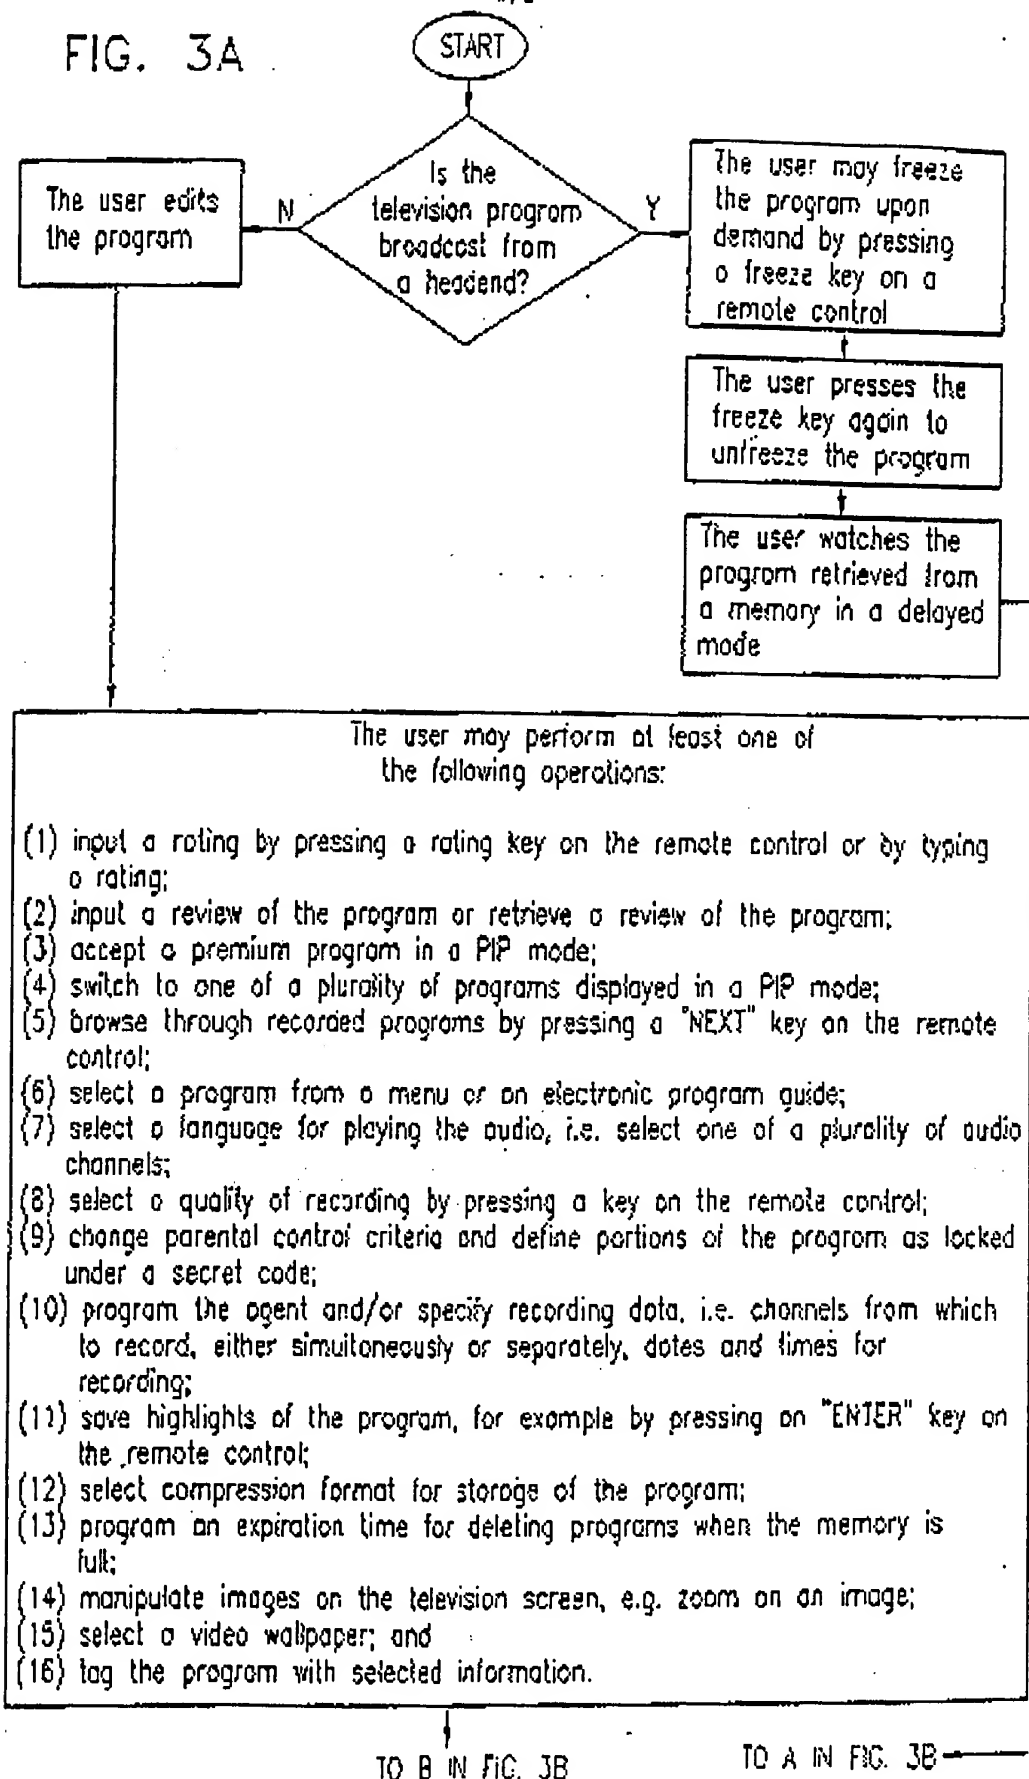 FIG. 3A
START
Is the
television program
broadcast from
a headend?
N
Y
The user edits
the program
The user may freeze
the program upon
demand by pressing
a freeze key on a
remote control
The user presses the
freeze key again to
unfreeze the program
The user watches the
program retrieved from
a memory in a delayed
mode
The user may perform at least one of
the following operations:
(1) input a rating by pressing a rating key on the remote control or by typing
a rating;
(2) input a review of the program or retrieve a review of the program;
(3) accept a premium program in a PIP mode;
(4) switch to one of a plurality of programs displayed in a PIP mode;
(5) browse through recorded programs by pressing a "NEXT" key on the remote
control;
(6) select a program from a menu or an electronic program guide;
(7) select a language for playing the audio, i.e. select one of a plurality of audio
channels;
(8) select a quality of recording by pressing a key on the remote control;
(9) change parental control criteria and define portions of the program as locked
under a secret code;
(10) program the agent and/or specify recording data, i.e. channels from which
to record, either simultaneously or separately, dates and times for
recording;
(11) save highlights of the program, for example by pressing an "ENTER" key on
the remote control;
(12) select compression format for storage of the program;
(13) program an expiration time for deleting programs when the memory is
full;
(14) manipulate images on the television screen, e.g. zoom on an image;
(15) select a video wallpaper; and
(16) tag the program with selected information.
TO B IN FIG. 3B
TO A IN FIG. 3B